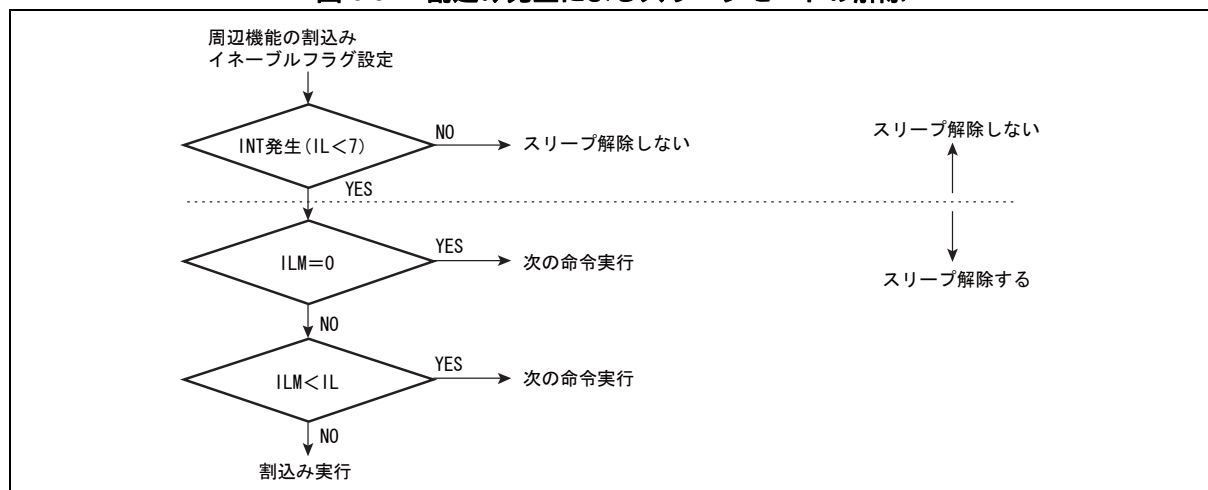 周辺機能の割込み
イネーブルフラグ設定
INT発生(IL<7)
NO
スリープ解除しない
スリープ解除しない
YES
ILM=0
YES
次の命令実行
スリープ解除する
NO
ILM<IL
YES
次の命令実行
NO
割込み実行